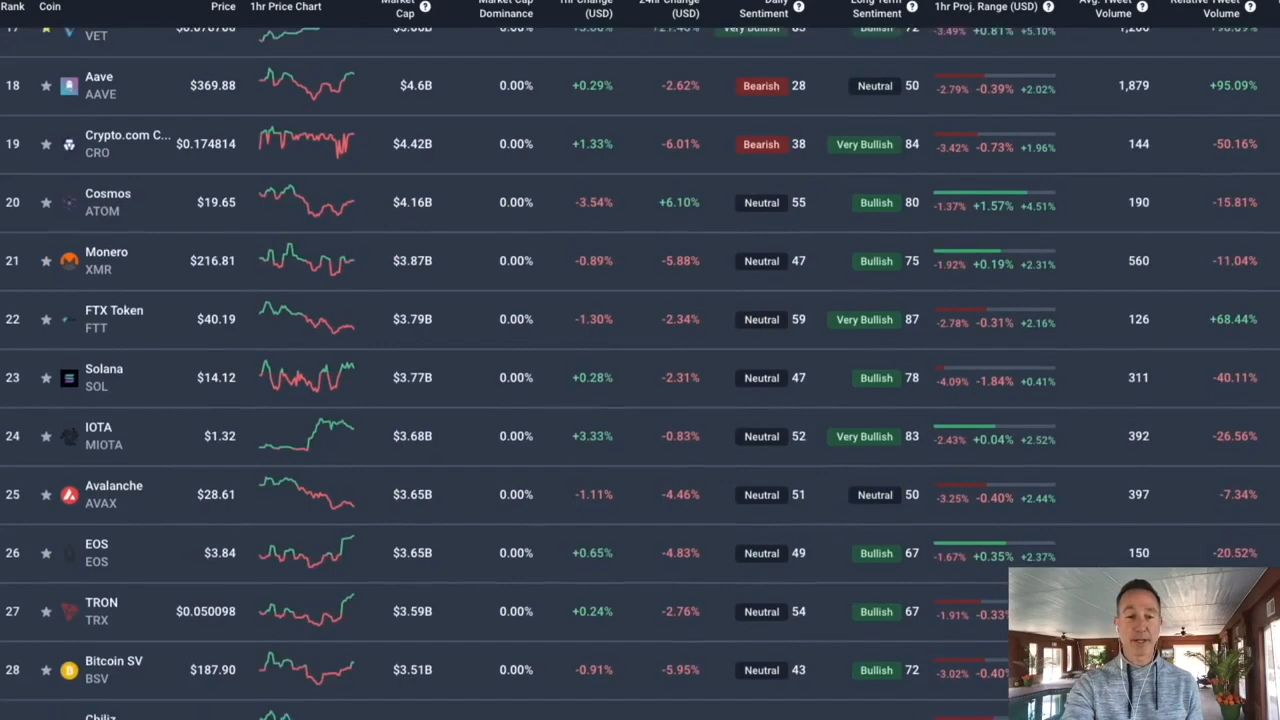 Rank Coin Price 1hr Price Chart Market Cap ? Market Cap Dominance 1hr Change (USD) 24hr Change (USD) Daily Sentiment ? Long Term Sentiment ? 1hr Proj. Range (USD) ? Avg. Tweet Volume ? Relative Tweet Volume ?
VET -3.49% +0.81% +5.10%
18 Aave AAVE $369.88 $4.6B 0.00% +0.29% -2.62% Bearish 28 Neutral 50 -2.79% -0.39% +2.02% 1,879 +95.09%
19 Crypto.com C... CRO $0.174814 $4.42B 0.00% +1.33% -6.01% Bearish 38 Very Bullish 84 -3.42% -0.73% +1.96% 144 -50.16%
20 Cosmos ATOM $19.65 $4.16B 0.00% -3.54% +6.10% Neutral 55 Bullish 80 -1.37% +1.57% +4.51% 190 -15.81%
21 Monero XMR $216.81 $3.87B 0.00% -0.89% -5.88% Neutral 47 Bullish 75 -1.92% +0.19% +2.31% 560 -11.04%
22 FTX Token FTT $40.19 $3.79B 0.00% -1.30% -2.34% Neutral 59 Very Bullish 87 -2.78% -0.31% +2.16% 126 +68.44%
23 Solana SOL $14.12 $3.77B 0.00% +0.28% -2.31% Neutral 47 Bullish 78 -4.09% -1.84% +0.41% 311 -40.11%
24 IOTA MIOTA $1.32 $3.68B 0.00% +3.33% -0.83% Neutral 52 Very Bullish 83 -2.43% +0.04% +2.52% 392 -26.56%
25 Avalanche AVAX $28.61 $3.65B 0.00% -1.11% -4.46% Neutral 51 Neutral 50 -3.25% -0.40% +2.44% 397 -7.34%
26 EOS EOS $3.84 $3.65B 0.00% +0.65% -4.83% Neutral 49 Bullish 67 -1.67% +0.35% +2.37% 150 -20.52%
27 TRON TRX $0.050098 $3.59B 0.00% +0.24% -2.76% Neutral 54 Bullish 67 -1.91% -0.33%
28 Bitcoin SV BSV $187.90 $3.51B 0.00% -0.91% -5.95% Neutral 43 Bullish 72 -3.02% -0.40%
Chiliz